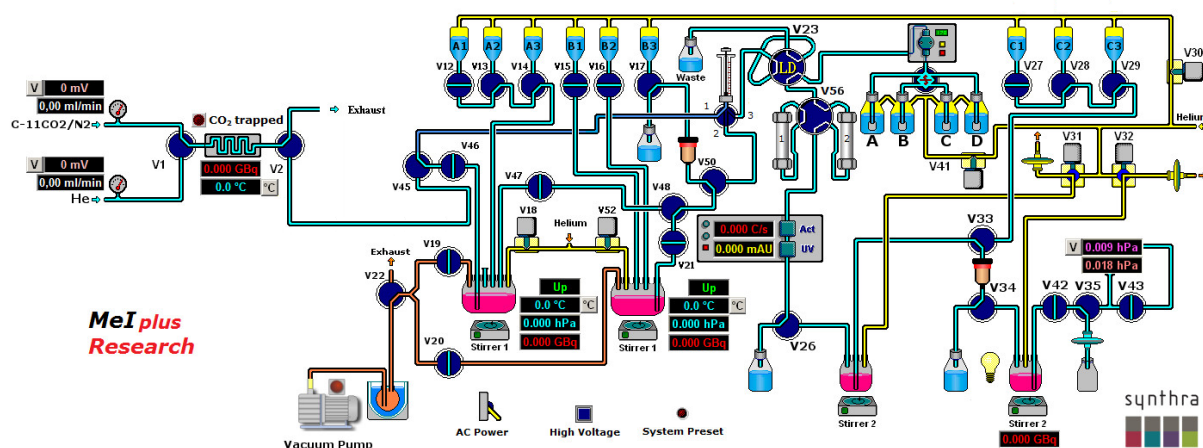 A1 A2 A3 B1 B2 B3
V12 V13 V14 V15 V16 V17
Waste
V23
LD
1
2
3
V56
1
2
A B C D
C1 C2 C3
V27 V28 V29
V30
Helium
V 0 mV
0,00 ml/min
C-11CO2/N2
V1
V 0 mV
0,00 ml/min
He
CO2 trapped
0.000 GBq
0.0 °C °C
V2
Exhaust
V45
V46
V47
V48
V50
V21
V18
Helium
V52
V41
V31
V32
V33
V34
0.000 C/s
0.000 mAU
Act
UV
V26
V 0.009 hPa
0.018 hPa
V42 V35 V43
Exhaust
V22
V19
V20
Up
0.0 °C °C
0.000 hPa
0.000 GBq
Stirrer 1
Up
0.0 °C °C
0.000 hPa
0.000 GBq
Stirrer 1
MeI plus
Research
Vacuum Pump
AC Power
High Voltage
System Preset
Stirrer 2
Stirrer 2
0.000 GBq
synthra